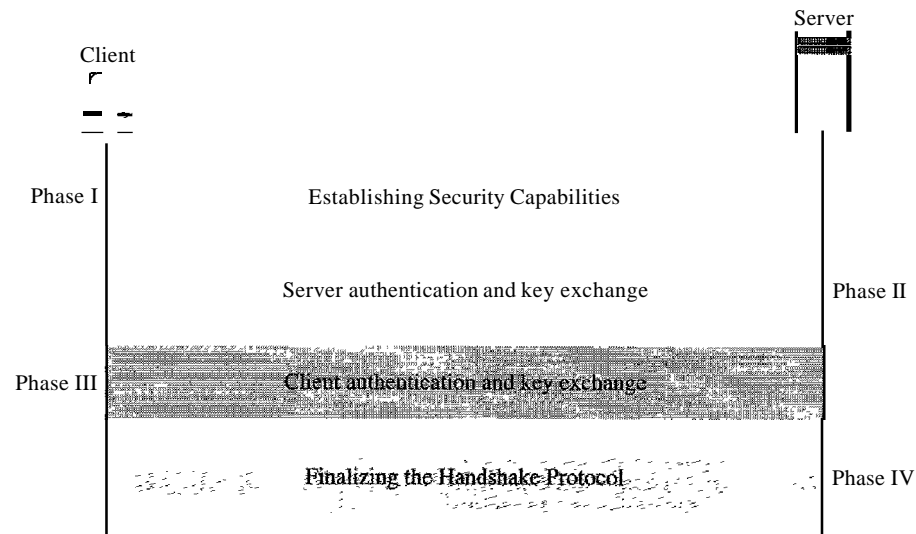 Server
Client
Phase I
Establishing Security Capabilities
Server authentication and key exchange
Phase II
Phase III
Client authentication and key exchange
Finalizing the Handshake Protocol
Phase IV